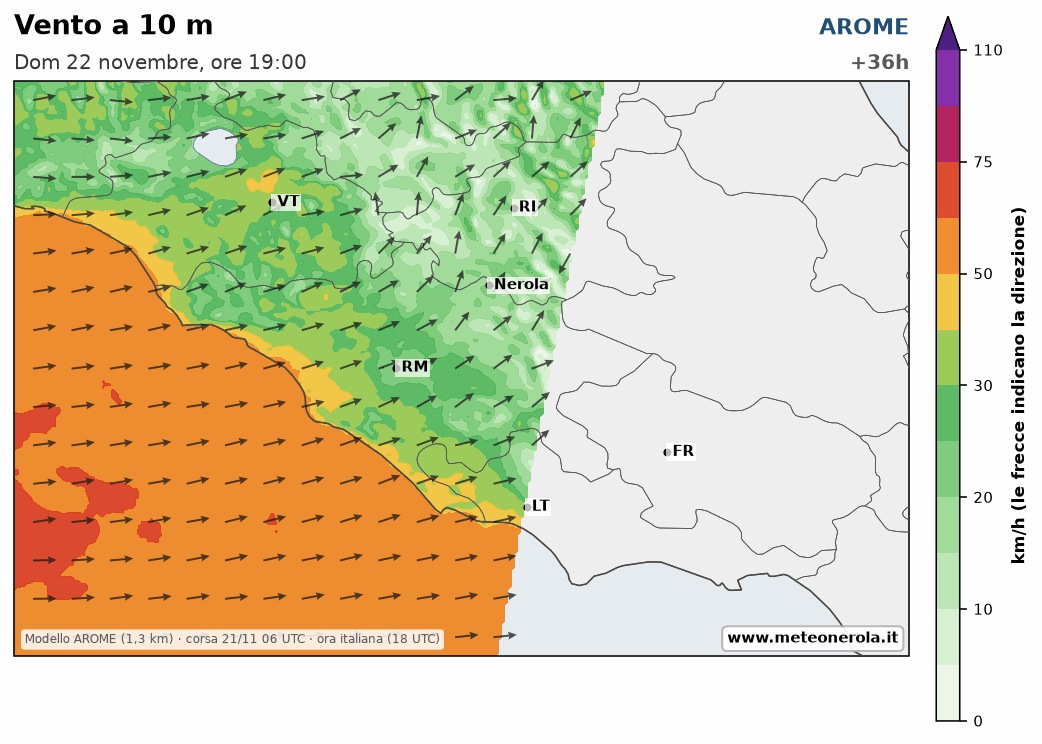 Vento a 10 m
AROME
Dom 22 novembre, ore 19:00
+36h
110
75
50
30
20
10
0
km/h (le frecce indicano la direzione)
VT
RI
Nerola
RM
FR
LT
Modello AROME (1,3 km) · corsa 21/11 06 UTC · ora italiana (18 UTC)
www.meteonerola.it